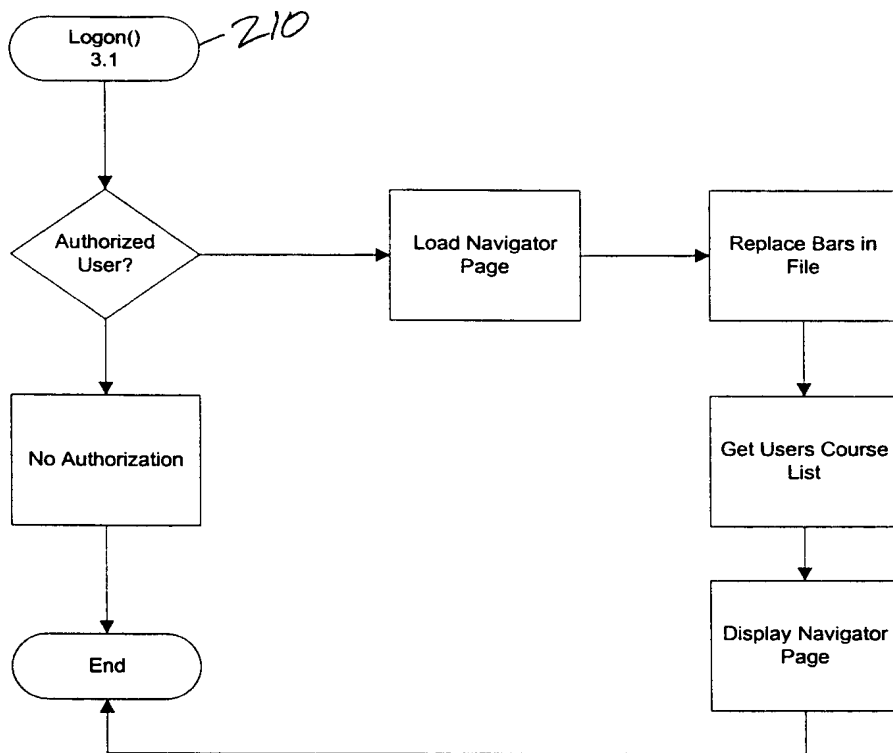 Logon()
3.1
210
Authorized
User?
Load Navigator
Page
Replace Bars in
File
No Authorization
Get Users Course
List
End
Display Navigator
Page